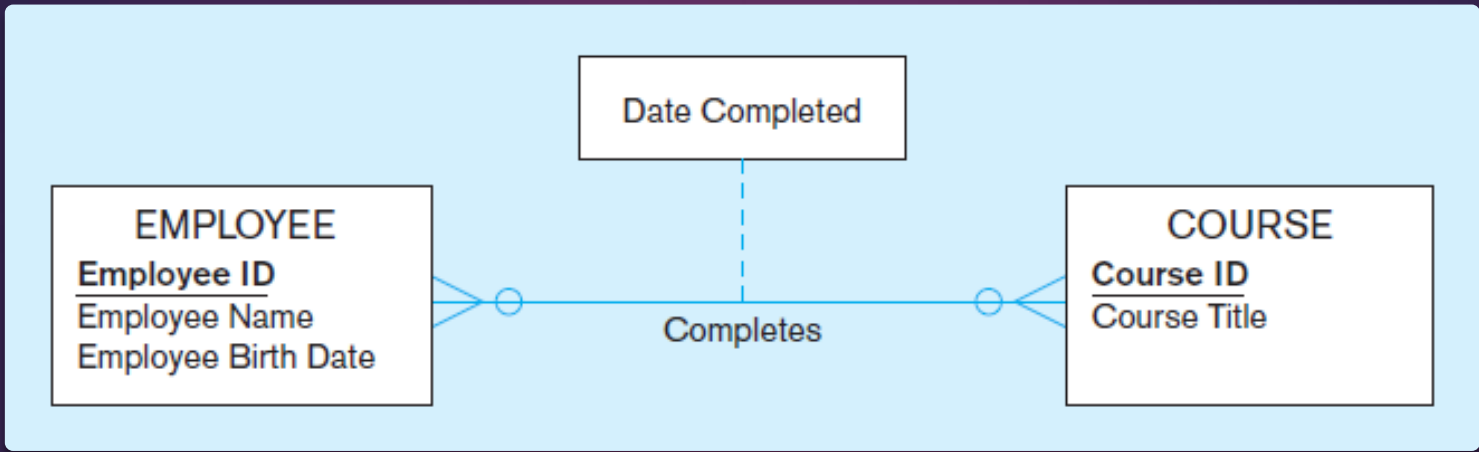 Date Completed
EMPLOYEE
Employee ID
Employee Name
Employee Birth Date
Completes
COURSE
Course ID
Course Title